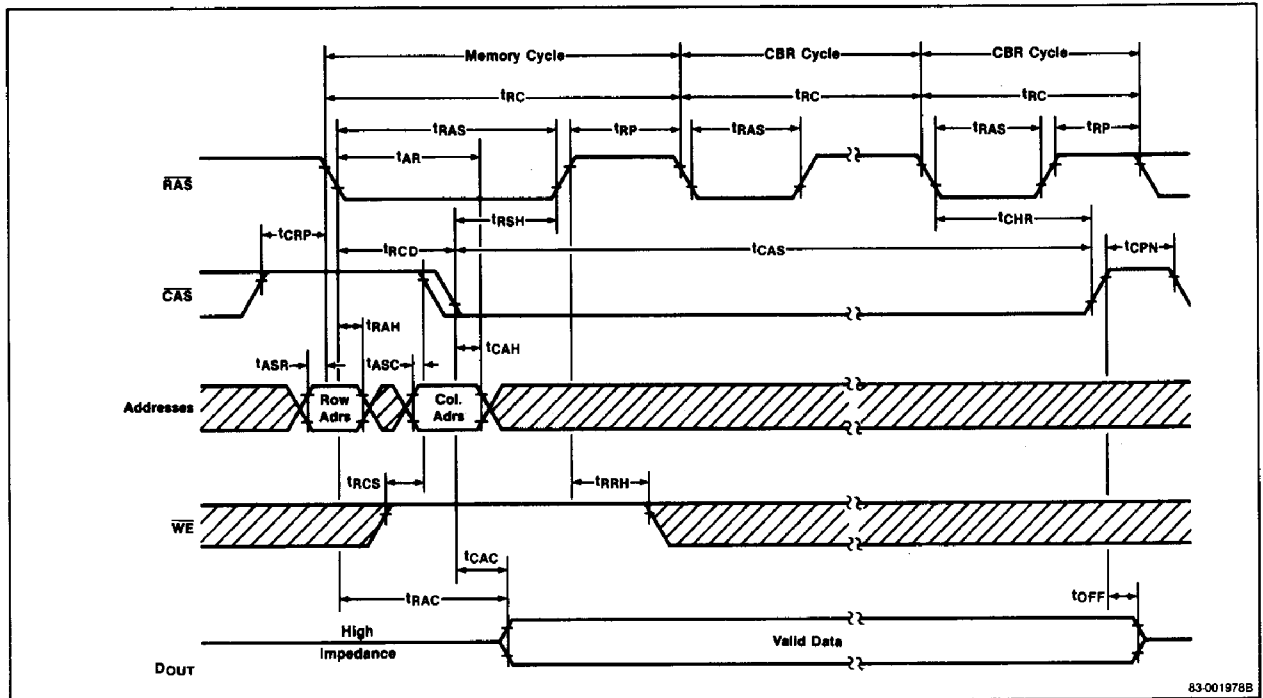 Memory Cycle CBR Cycle CBR Cycle
tRC tRC tRC
tRAS tRP tRAS tRAS tRP
tAR
RAS
tRSH tCHR
tCRP tRCD tCAS tCPN
CAS
tRAH
tCAH
tASR tASC
Addresses Row Adrs Col. Adrs
tRCS tRRH
WE
tCAC
tRAC tOFF
High Impedance Valid Data
DOUT
83-001978B